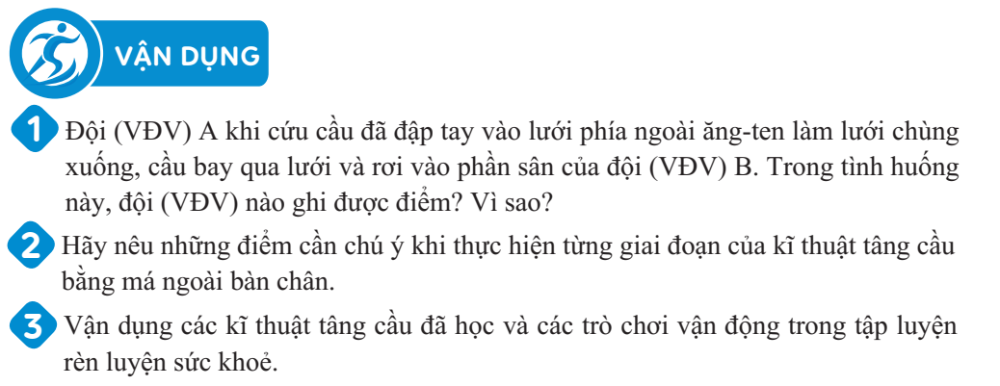 VẬN DỤNG
1 Đội (VĐV) A khi cứu cầu đã đập tay vào lưới phía ngoài ăng-ten làm lưới chùng
xuống, cầu bay qua lưới và rơi vào phần sân của đội (VĐV) B. Trong tình huống
này, đội (VĐV) nào ghi được điểm? Vì sao?
2 Hãy nêu những điểm cần chú ý khi thực hiện từng giai đoạn của kĩ thuật tâng cầu
bằng má ngoài bàn chân.
3 Vận dụng các kĩ thuật tâng cầu đã học và các trò chơi vận động trong tập luyện
rèn luyện sức khoẻ.